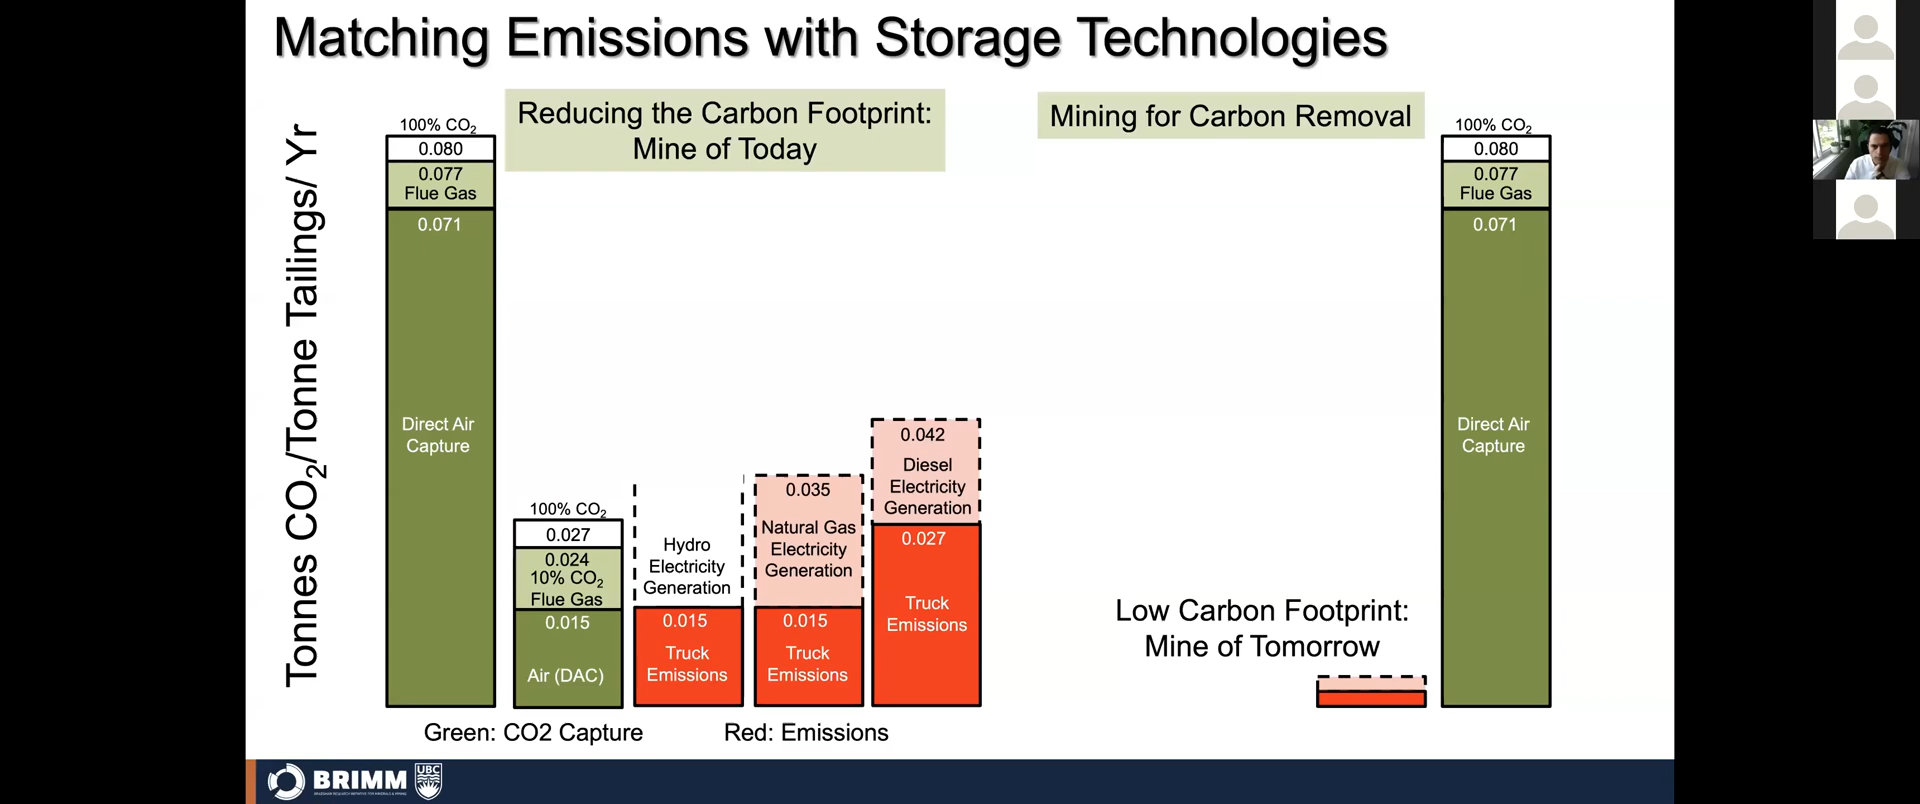 Matching Emissions with Storage Technologies
Reducing the Carbon Footprint:
Mine of Today
Mining for Carbon Removal
Tonnes CO2/Tonne Tailings/ Yr
100% CO2
0.080
0.077
Flue Gas
0.071
Direct Air
Capture
100% CO2
0.027
0.024
10% CO2
Flue Gas
0.015
Air (DAC)
Hydro
Electricity
Generation
0.015
Truck
Emissions
0.035
Natural Gas
Electricity
Generation
0.015
Truck
Emissions
0.042
Diesel
Electricity
Generation
0.027
Truck
Emissions
Low Carbon Footprint:
Mine of Tomorrow
100% CO2
0.080
0.077
Flue Gas
0.071
Direct Air
Capture
Green: CO2 Capture
Red: Emissions
BRIMM
UBC